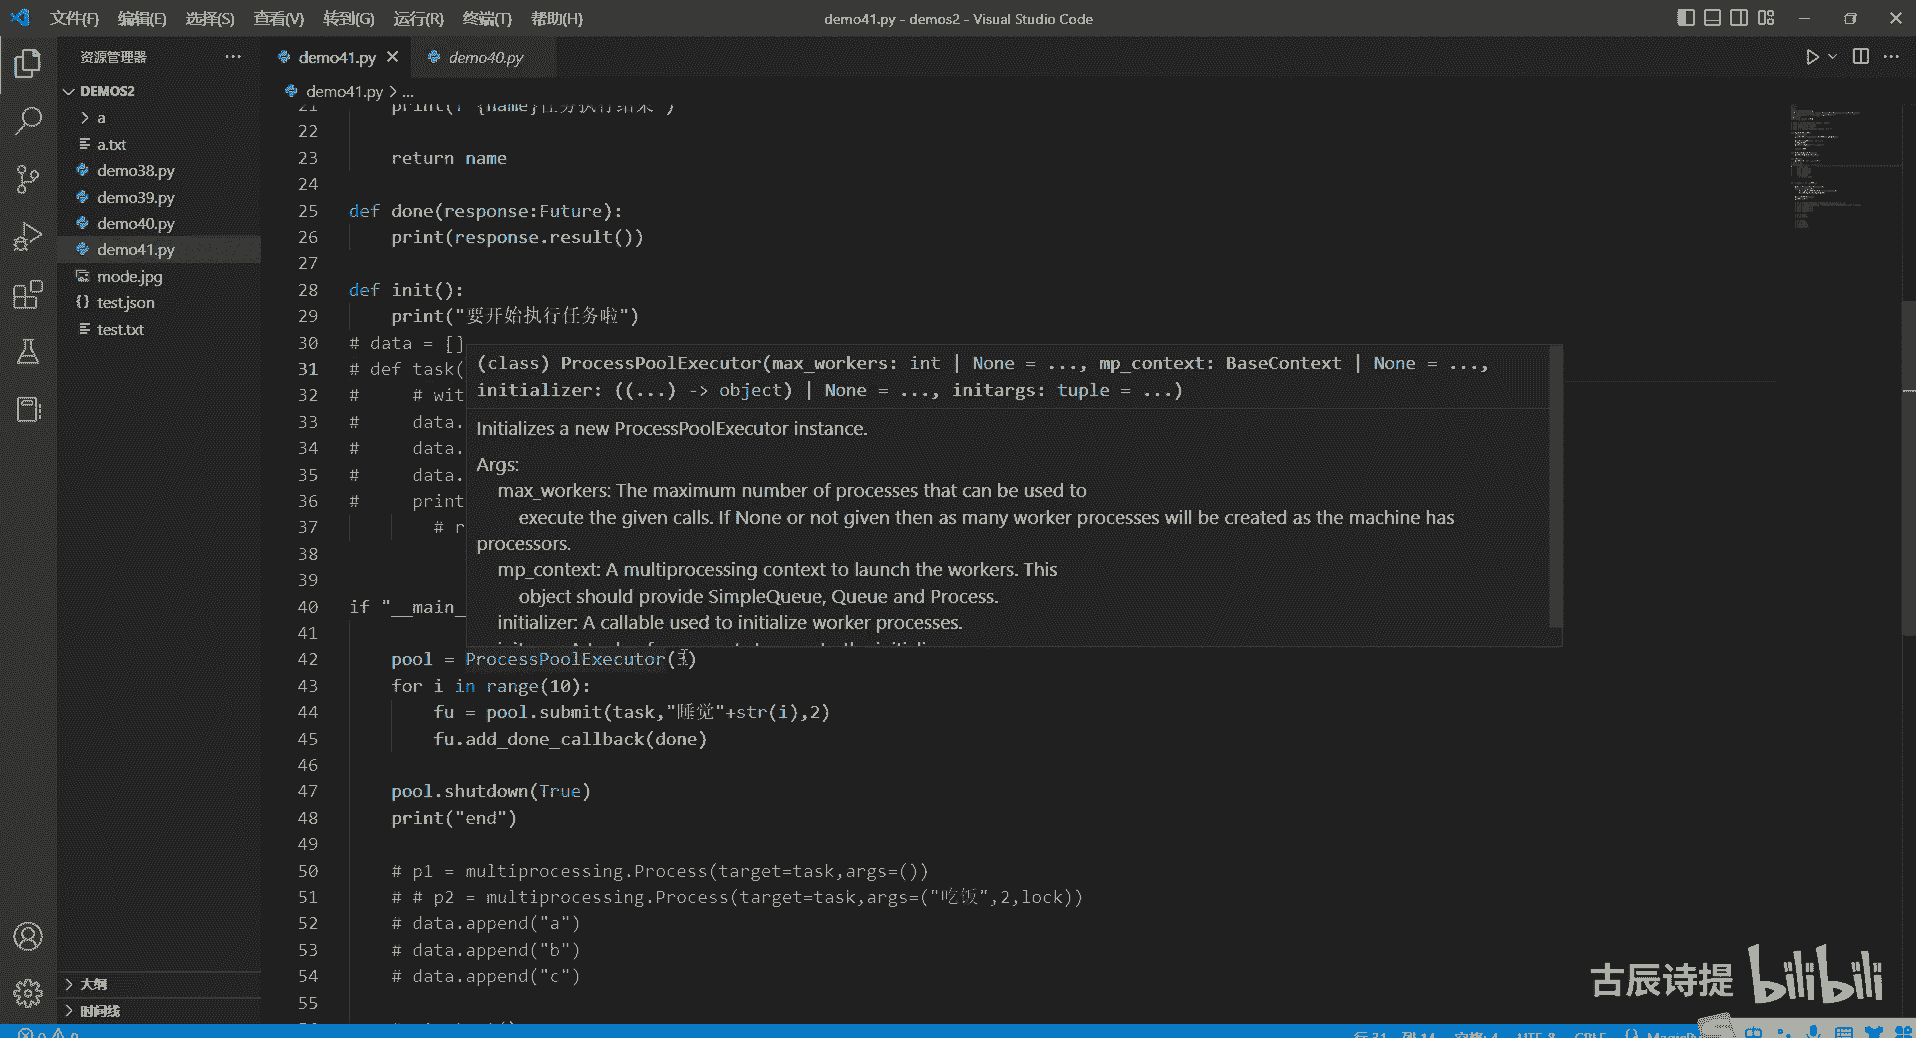 文件(F) 编辑(E) 选择(S) 查看(V) 转到(G) 运行(R) 终端(T) 帮助(H)
demo41.py - demos2 - Visual Studio Code
资源管理器
demo41.py
demo40.py
DEMOS2
demo41.py > ...
a
a.txt
demo38.py
demo39.py
demo40.py
demo41.py
mode.jpg
test.json
test.txt
大纲
时间线
21 print(f"{name}任务执行结果")
22
23 return name
24
25 def done(response:Future):
26 print(response.result())
27
28 def init():
29 print("要开始执行任务啦")
30 # data = []
31 # def task(
32 # # wit
33 # data.
34 # data.
35 # data.
36 # print
37 # r
38
39
40 if "__main_
41
(class) ProcessPoolExecutor(max_workers: int | None = ..., mp_context: BaseContext | None = ...,
initializer: ((...) -> object) | None = ..., initargs: tuple = ...)
Initializes a new ProcessPoolExecutor instance.
Args:
max_workers: The maximum number of processes that can be used to
execute the given calls. If None or not given then as many worker processes will be created as the machine has
processors.
mp_context: A multiprocessing context to launch the workers. This
object should provide SimpleQueue, Queue and Process.
initializer: A callable used to initialize worker processes.
42 pool = ProcessPoolExecutor(3)
43 for i in range(10):
44 fu = pool.submit(task,"睡觉"+str(i),2)
45 fu.add_done_callback(done)
46
47 pool.shutdown(True)
48 print("end")
49
50 # p1 = multiprocessing.Process(target=task,args=())
51 # # p2 = multiprocessing.Process(target=task,args=("吃饭",2,lock))
52 # data.append("a")
53 # data.append("b")
54 # data.append("c")
55
古辰诗提
bilibili